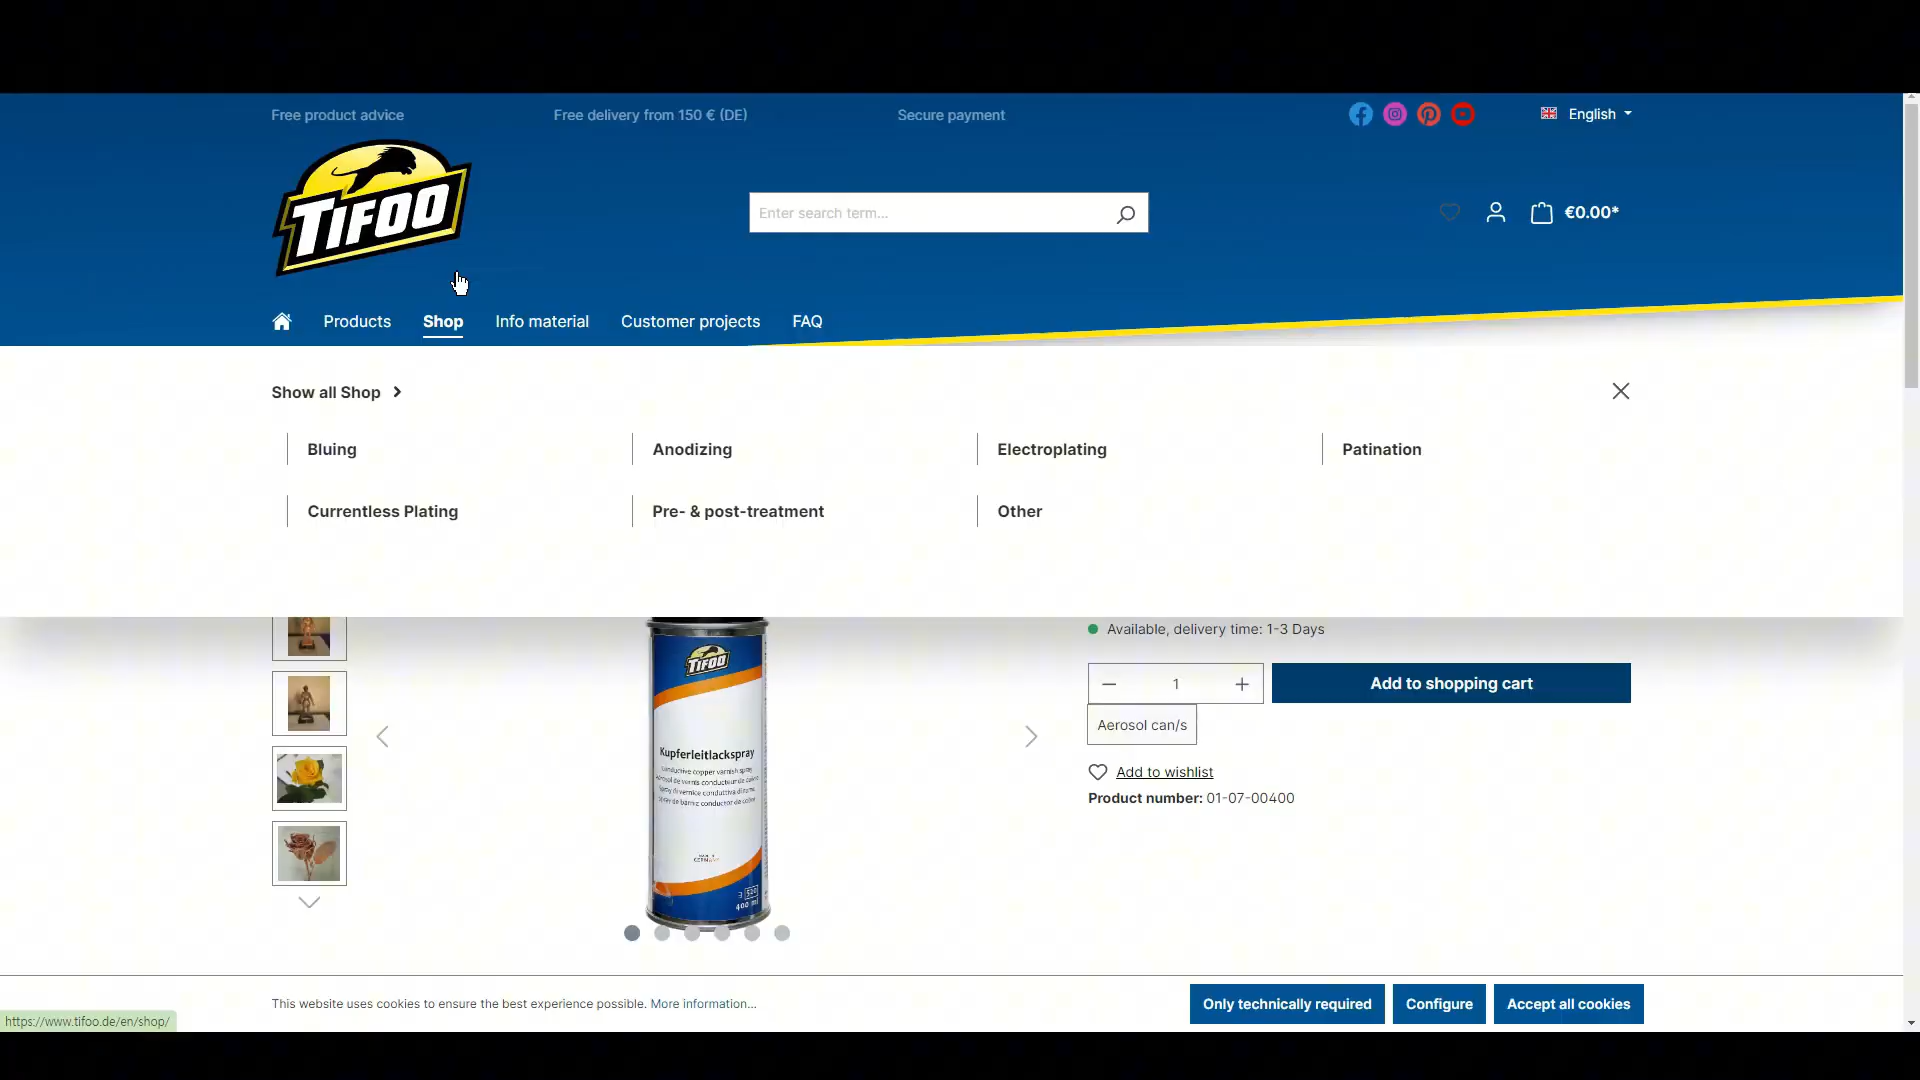 Free product advice
Free delivery from 150 € (DE)
Secure payment
English
TIFOO
Enter search term...
€0.00*
Products
Shop
Info material
Customer projects
FAQ
Show all Shop
Bluing
Anodizing
Electroplating
Patination
Currentless Plating
Pre- & post-treatment
Other
Available, delivery time: 1-3 Days
1
Add to shopping cart
Aerosol can/s
Add to wishlist
Product number: 01-07-00400
TIFOO
Kupferleitlackspray
400 ml
This website uses cookies to ensure the best experience possible. More information...
Only technically required
Configure
Accept all cookies
https://www.tifoo.de/en/shop/